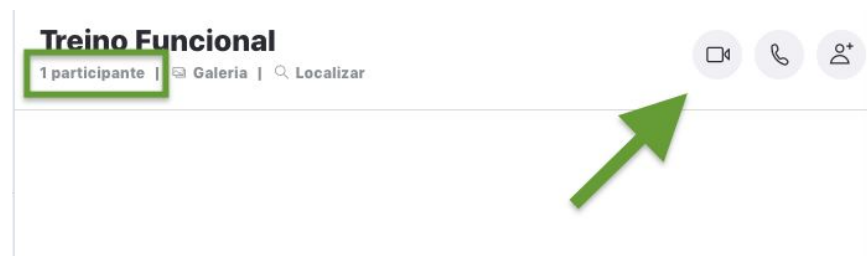 Treino Funcional
1 participante | Galeria | Localizar